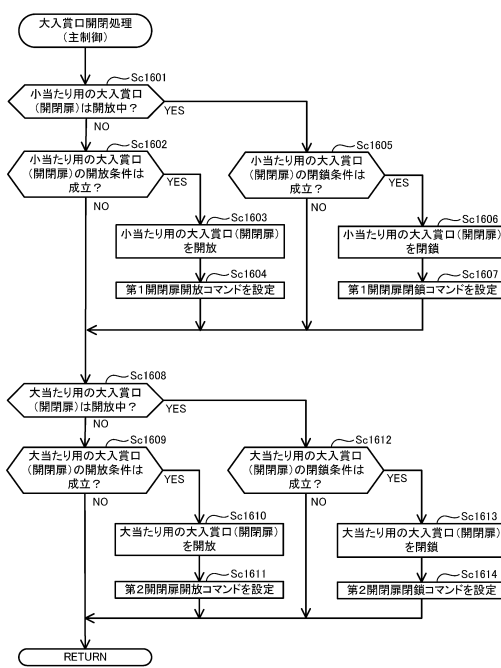 大入賞口開閉処理
(主制御)
Sc1601
小当たり用の大入賞口
(開閉扉)は開放中?
YES
NO
Sc1602
小当たり用の大入賞口
(開閉扉)の開放条件は
成立?
YES
NO
Sc1605
小当たり用の大入賞口
(開閉扉)の閉鎖条件は
成立?
YES
NO
Sc1603
小当たり用の大入賞口(開閉扉)
を開放
Sc1604
第1開閉扉開放コマンドを設定
Sc1606
小当たり用の大入賞口(開閉扉)
を閉鎖
Sc1607
第1開閉扉閉鎖コマンドを設定
Sc1608
大当たり用の大入賞口
(開閉扉)は開放中?
YES
NO
Sc1609
大当たり用の大入賞口
(開閉扉)の開放条件は
成立?
YES
NO
Sc1612
大当たり用の大入賞口
(開閉扉)の閉鎖条件は
成立?
YES
NO
Sc1610
大当たり用の大入賞口(開閉扉)
を開放
Sc1611
第2開閉扉開放コマンドを設定
Sc1613
大当たり用の大入賞口(開閉扉)
を閉鎖
Sc1614
第2開閉扉閉鎖コマンドを設定
RETURN